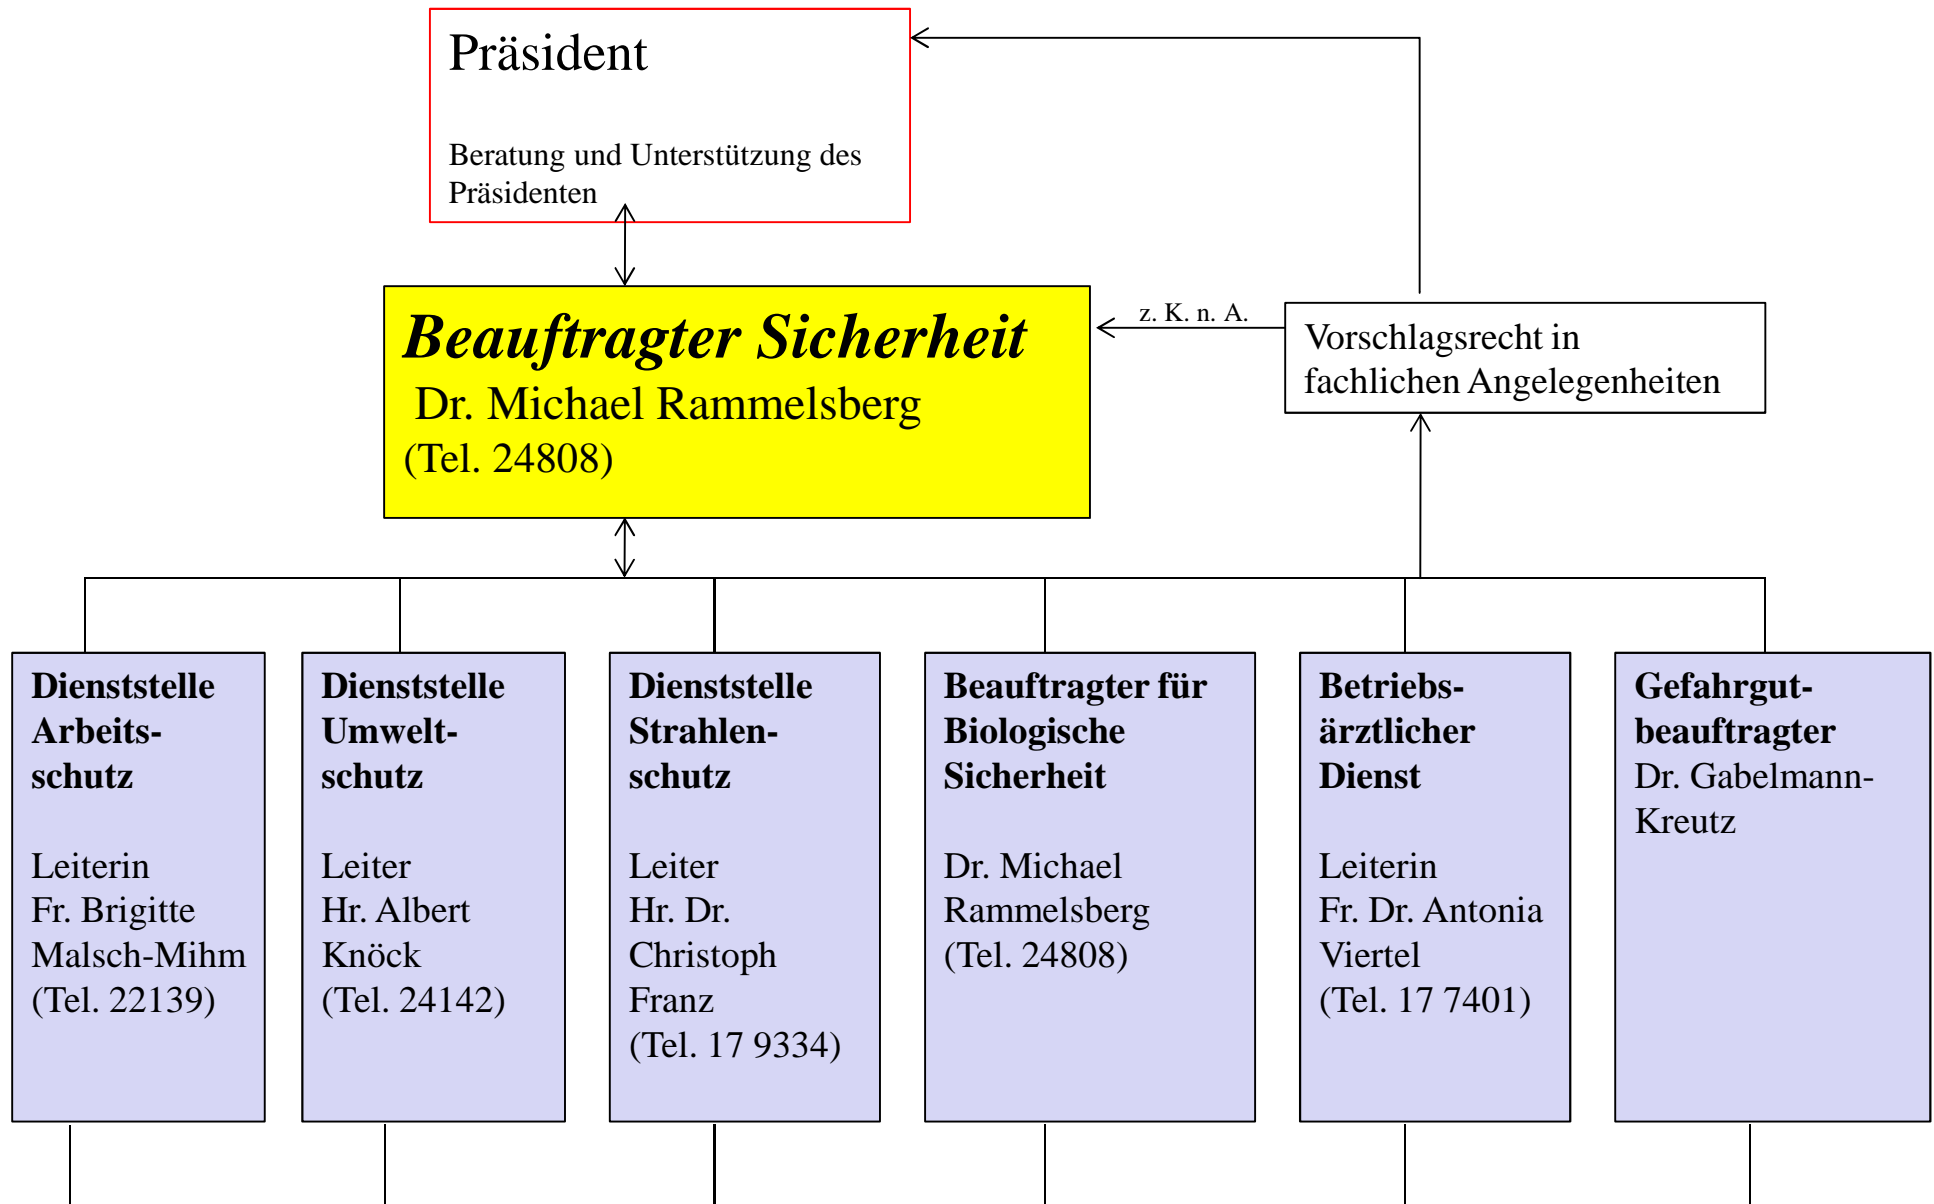 Präsident
Beratung und Unterstützung des
Präsidenten
Beauftragter Sicherheit
Dr. Michael Rammelsberg
(Tel. 24808)
z. K. n. A.
Vorschlagsrecht in
fachlichen Angelegenheiten
Dienststelle
Arbeits-
schutz
Leiterin
Fr. Brigitte
Malsch-Mihm
(Tel. 22139)
Dienststelle
Umwelt-
schutz
Leiter
Hr. Albert
Knöck
(Tel. 24142)
Dienststelle
Strahlen-
schutz
Leiter
Hr. Dr.
Christoph
Franz
(Tel. 17 9334)
Beauftragter für
Biologische
Sicherheit
Dr. Michael
Rammelsberg
(Tel. 24808)
Betriebs-
ärztlicher
Dienst
Leiterin
Fr. Dr. Antonia
Viertel
(Tel. 17 7401)
Gefahrgut-
beauftragter
Dr. Gabelmann-
Kreutz